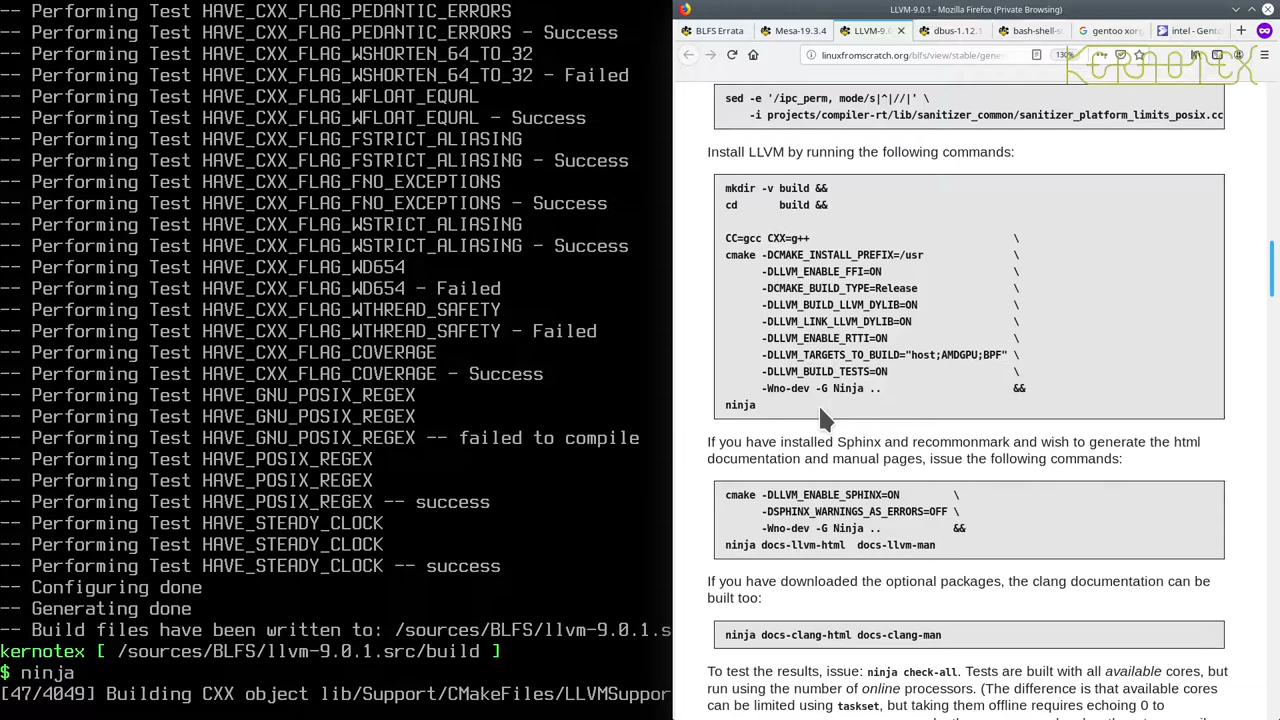 -- Performing Test HAVE_CXX_FLAG_PEDANTIC_ERRORS
-- Performing Test HAVE_CXX_FLAG_PEDANTIC_ERRORS - Success
-- Performing Test HAVE_CXX_FLAG_WSHORTEN_64_TO_32
-- Performing Test HAVE_CXX_FLAG_WSHORTEN_64_TO_32 - Failed
-- Performing Test HAVE_CXX_FLAG_WFLOAT_EQUAL
-- Performing Test HAVE_CXX_FLAG_WFLOAT_EQUAL - Success
-- Performing Test HAVE_CXX_FLAG_FSTRICT_ALIASING
-- Performing Test HAVE_CXX_FLAG_FSTRICT_ALIASING - Success
-- Performing Test HAVE_CXX_FLAG_FNO_EXCEPTIONS
-- Performing Test HAVE_CXX_FLAG_FNO_EXCEPTIONS - Success
-- Performing Test HAVE_CXX_FLAG_WSTRICT_ALIASING
-- Performing Test HAVE_CXX_FLAG_WSTRICT_ALIASING - Success
-- Performing Test HAVE_CXX_FLAG_WD654
-- Performing Test HAVE_CXX_FLAG_WD654 - Failed
-- Performing Test HAVE_CXX_FLAG_WTHREAD_SAFETY
-- Performing Test HAVE_CXX_FLAG_WTHREAD_SAFETY - Failed
-- Performing Test HAVE_CXX_FLAG_COVERAGE
-- Performing Test HAVE_CXX_FLAG_COVERAGE - Success
-- Performing Test HAVE_GNU_POSIX_REGEX
-- Performing Test HAVE_GNU_POSIX_REGEX
-- Performing Test HAVE_GNU_POSIX_REGEX -- failed to compile
-- Performing Test HAVE_POSIX_REGEX
-- Performing Test HAVE_POSIX_REGEX
-- Performing Test HAVE_POSIX_REGEX -- success
-- Performing Test HAVE_STEADY_CLOCK
-- Performing Test HAVE_STEADY_CLOCK
-- Performing Test HAVE_STEADY_CLOCK -- success
-- Configuring done
-- Generating done
-- Build files have been written to: /sources/BLFS/llvm-9.0.1.s
kernotex [ /sources/BLFS/llvm-9.0.1.src/build ]
$ ninja
[47/4049] Building CXX object lib/Support/CMakeFiles/LLVMSuppor
LLVM-9.0.1 - Mozilla Firefox (Private Browsing)
BLFS Errata
Mesa-19.3.4
LLVM-9.0
dbus-1.12.1
bash-shell-s
gentoo xorg
intel - Gento
linuxfromscratch.org/blfs/view/stable/gene
130%
KERNOTEX
sed -e '/ipc_perm, mode/s|^|//|' \
-i projects/compiler-rt/lib/sanitizer_common/sanitizer_platform_limits_posix.cc
Install LLVM by running the following commands:
mkdir -v build &&
cd build &&
CC=gcc CXX=g++ \
cmake -DCMAKE_INSTALL_PREFIX=/usr \
-DLLVM_ENABLE_FFI=ON \
-DCMAKE_BUILD_TYPE=Release \
-DLLVM_BUILD_LLVM_DYLIB=ON \
-DLLVM_LINK_LLVM_DYLIB=ON \
-DLLVM_ENABLE_RTTI=ON \
-DLLVM_TARGETS_TO_BUILD="host;AMDGPU;BPF" \
-DLLVM_BUILD_TESTS=ON \
-Wno-dev -G Ninja .. &&
ninja
If you have installed Sphinx and recommonmark and wish to generate the html
documentation and manual pages, issue the following commands:
cmake -DLLVM_ENABLE_SPHINX=ON \
-DSPHINX_WARNINGS_AS_ERRORS=OFF \
-Wno-dev -G Ninja .. &&
ninja docs-llvm-html docs-llvm-man
If you have downloaded the optional packages, the clang documentation can be
built too:
ninja docs-clang-html docs-clang-man
To test the results, issue: ninja check-all. Tests are built with all available cores, but
run using the number of online processors. (The difference is that available cores
can be limited using taskset, but taking them offline requires echoing 0 to